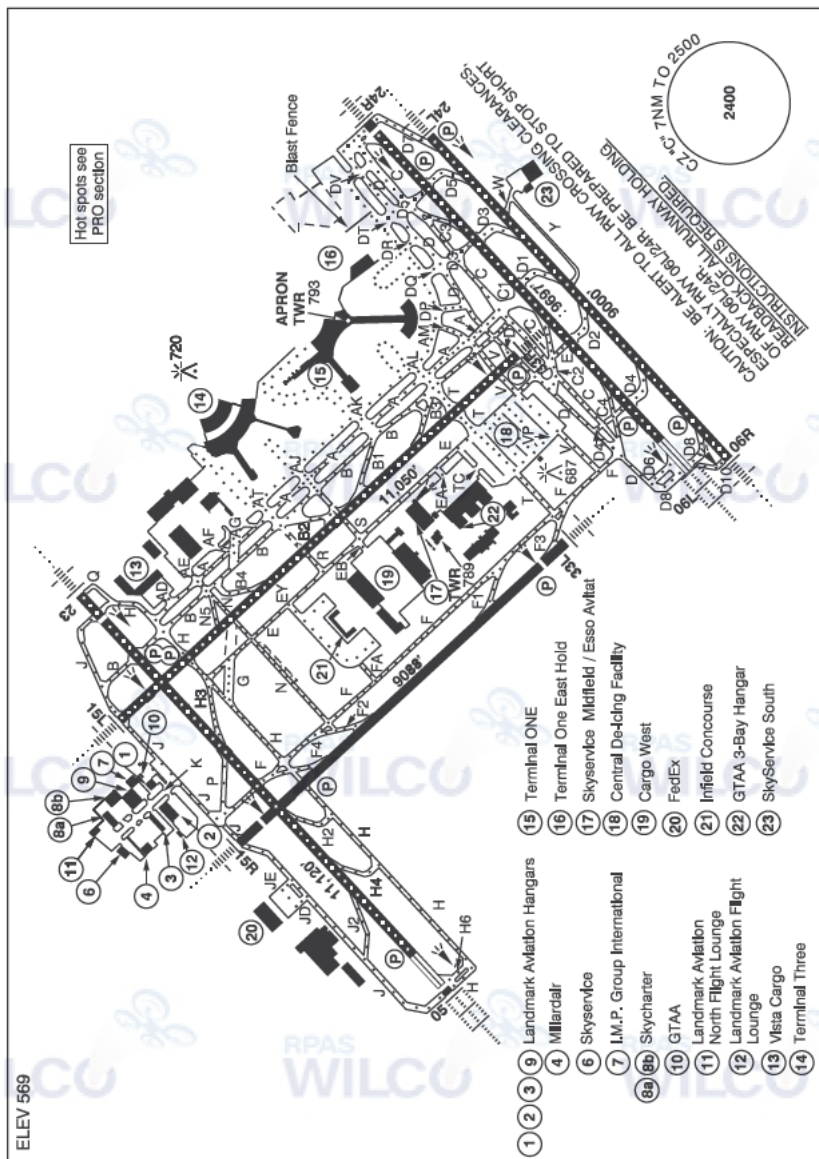 ELEV 569
Hot spots see
PRO section
Blast Fence
24R
24L
CAUTION: BE ALERT TO ALL RWY CROSSING CLEARANCES
ESPECIALLY RWY 06L/24R. BE PREPARED TO STOP SHORT
OF RWY 06L/24R.
READBACK OF ALL RUNWAY HOLDING
INSTRUCTIONS IS REQUIRED
CZ "C" 7NM TO 2500
2400
APRON
TWR
793
720
687
TWR
789
23
15L
15R
05
33L
33R
06L
06R
11,050'
11,120'
9088'
9697'
9000'
1 2 3 9 Landmark Aviation Hangars
4 Millardair
6 Skyservice
7 I.M.P. Group International
8a 8b Skycharter
10 GTAA
11 Landmark Aviation
North Flight Lounge
12 Landmark Aviation Flight
Lounge
13 Vista Cargo
14 Terminal Three
15 Terminal ONE
16 Terminal One East Hold
17 Skyservice Midfield / Esso Avitat
18 Central De-icing Facility
19 Cargo West
20 FedEx
21 Infield Concourse
22 GTAA 3-Bay Hangar
23 SkyService South
RPAS
WILCO